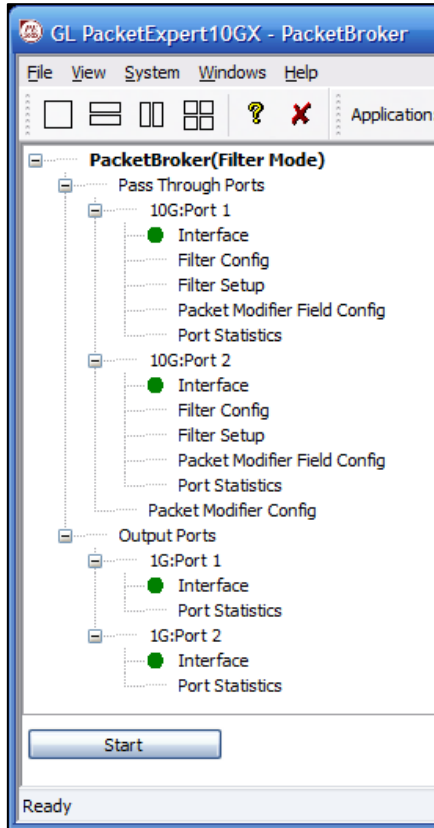 GL PacketExpert10GX - PacketBroker
File View System Windows Help
Application
PacketBroker(Filter Mode)
Pass Through Ports
10G:Port 1
Interface
Filter Config
Filter Setup
Packet Modifier Field Config
Port Statistics
10G:Port 2
Interface
Filter Config
Filter Setup
Packet Modifier Field Config
Port Statistics
Packet Modifier Config
Output Ports
1G:Port 1
Interface
Port Statistics
1G:Port 2
Interface
Port Statistics
Start
Ready